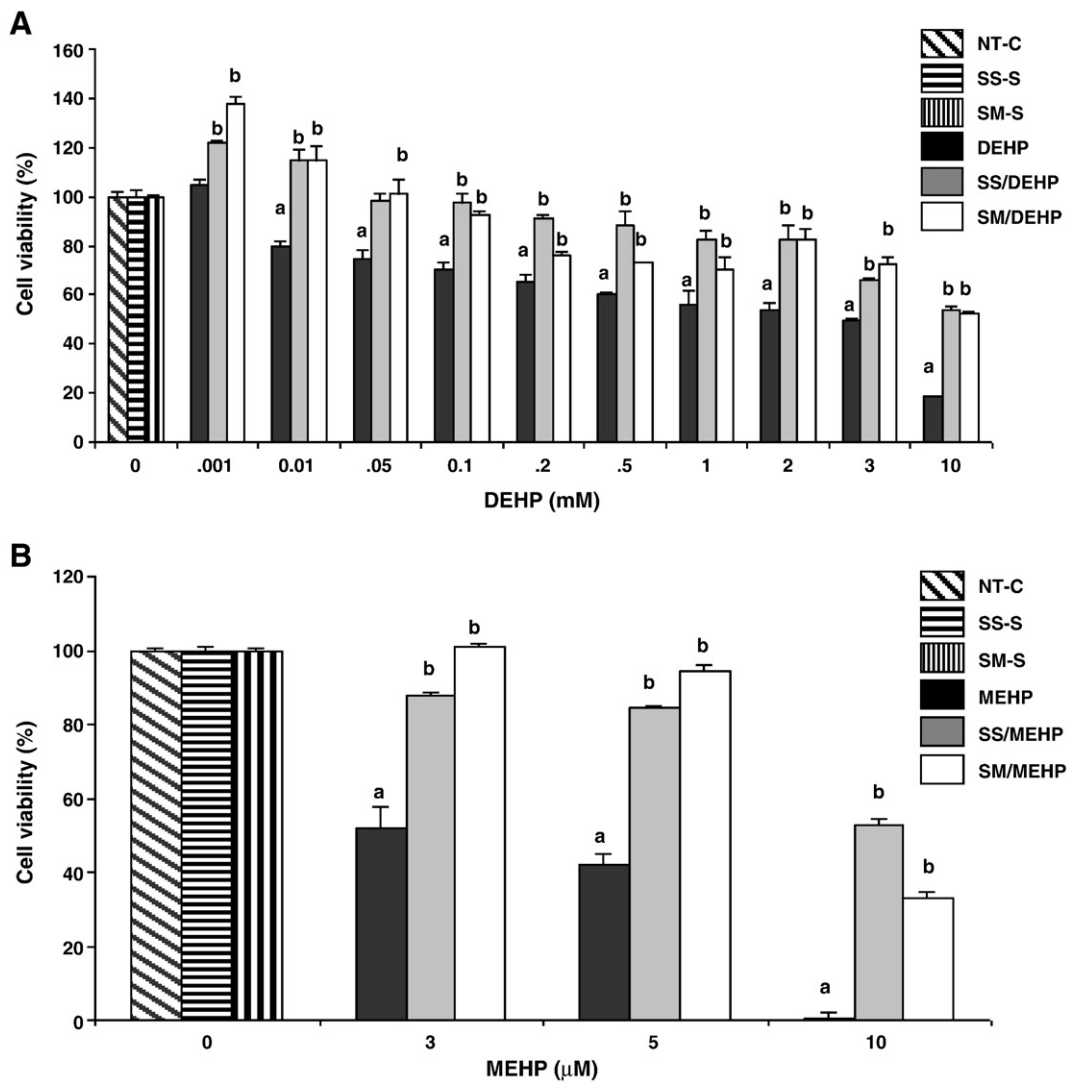 A
Cell viability (%)
160
140
120
100
80
60
40
20
0
b
b
b b
a
b
a
b
b
a
b
b
a
b
b
a
b
b
a
b b
a
b
b
a
b b
a
0 .001 0.01 .05 0.1 .2 .5 1 2 3 10
DEHP (mM)
NT-C
SS-S
SM-S
DEHP
SS/DEHP
SM/DEHP
B
Cell viability (%)
120
100
80
60
40
20
0
a
b
b
a
b
b
a
b
b
0 3 5 10
MEHP (μM)
NT-C
SS-S
SM-S
MEHP
SS/MEHP
SM/MEHP